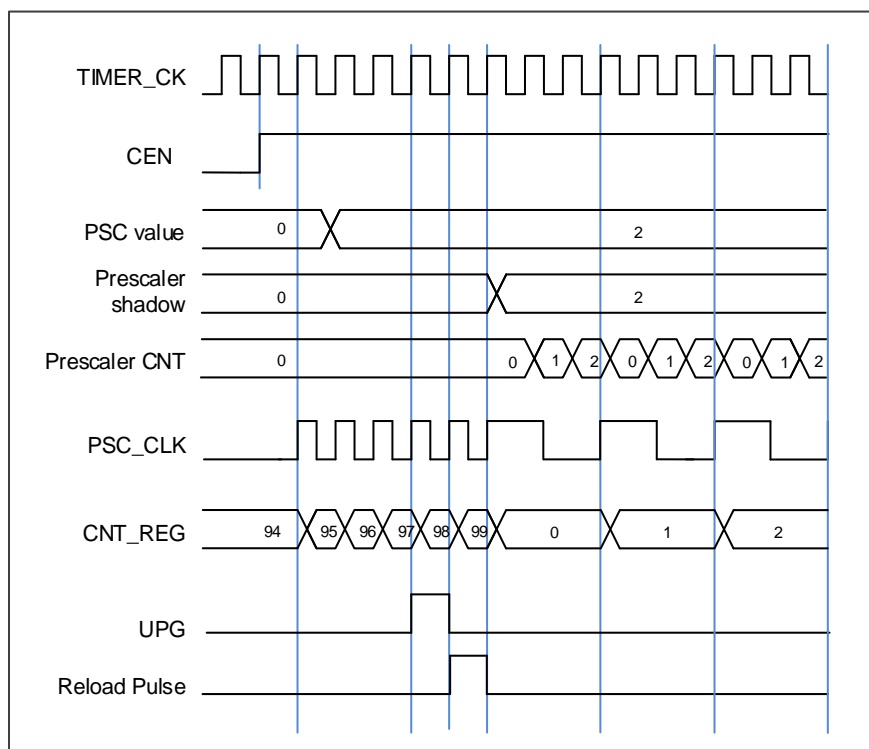 TIMER_CK
CEN
PSC value 0 2
Prescaler
shadow 0 2
Prescaler CNT 0 0 1 2 0 1 2 0 1 2
PSC_CLK
CNT_REG 94 95 96 97 98 99 0 1 2
UPG
Reload Pulse